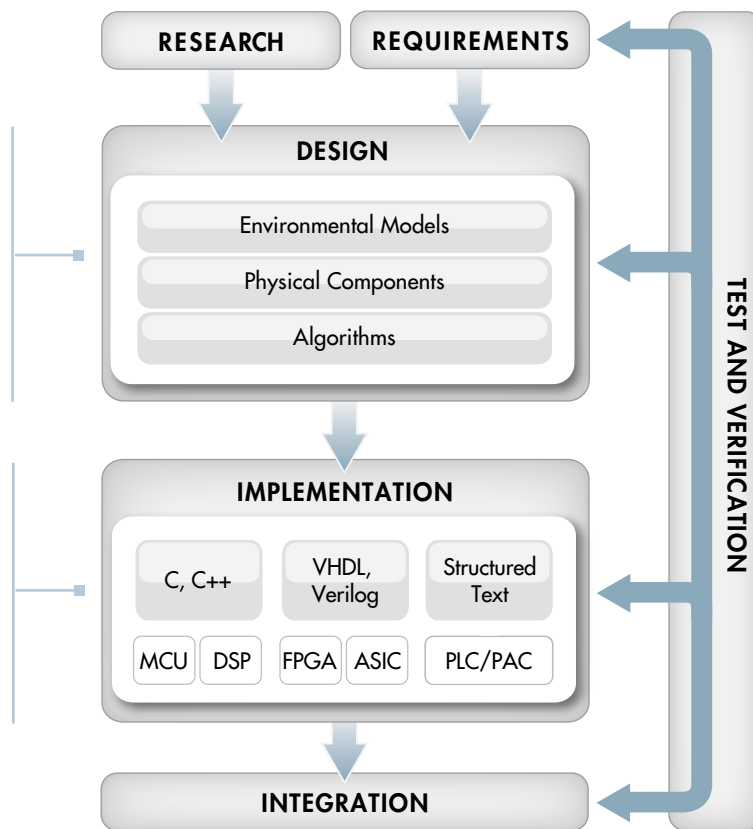 RESEARCH
REQUIREMENTS
DESIGN
Environmental Models
Physical Components
Algorithms
IMPLEMENTATION
C, C++
VHDL,
Verilog
Structured
Text
MCU
DSP
FPGA
ASIC
PLC/PAC
INTEGRATION
TEST AND VERIFICATION